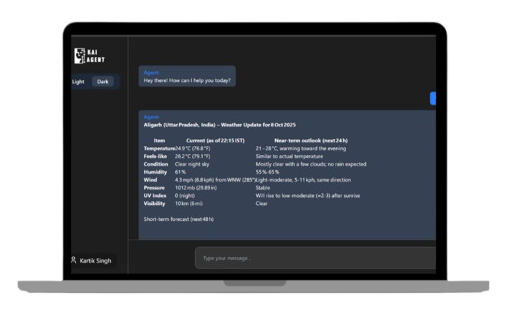 KAI
AGENT
Light Dark
Agent
Hey there! How can I help you today?
Agent
Aligarh (Uttar Pradesh, India) – Weather Update for 8 Oct 2025
Item Current (as of 22:15 IST) Near-term outlook (next 24 h)
Temperature 24.9 °C (76.8 °F) 21–28 °C, warming toward the evening
Feels-like 26.2 °C (79.1 °F) Similar to actual temperature
Condition Clear night sky Mostly clear with a few clouds; no rain expected
Humidity 61 % 55 %-65 %
Wind 4.3 mph (6.8 kph) from WNW (285°) Light-moderate, 5-11 kph, same direction
Pressure 1012 mb (29.89 in) Stable
UV Index 0 (night) Will rise to low-moderate (≈2-3) after sunrise
Visibility 10 km (6 mi) Clear
Short-term forecast (next 48 h)
Kartik Singh
Type your message..